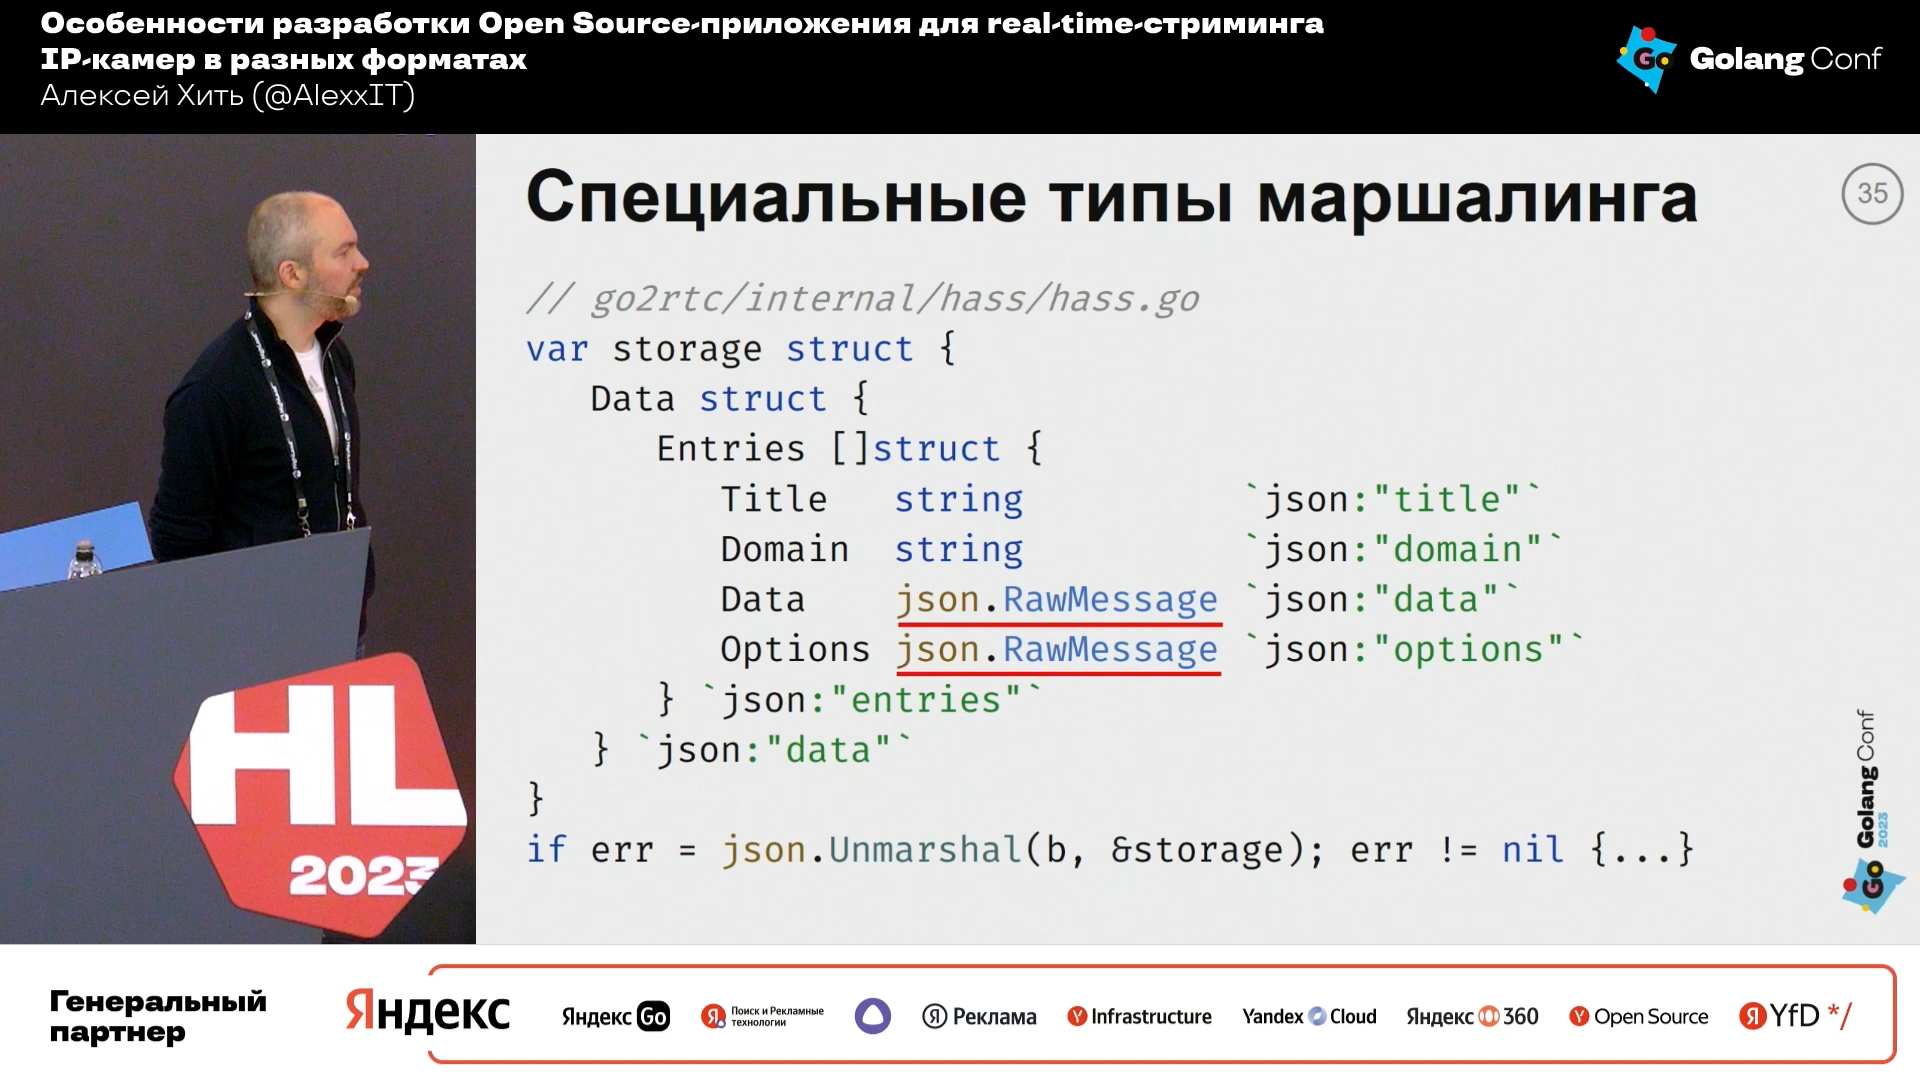 Особенности разработки Open Source-приложения для real-time-стриминга
IP-камер в разных форматах
Алексей Хить (@AlexxIT)
Go
Golang Conf
Специальные типы маршалинга
35
// go2rtc/internal/hass/hass.go
var storage struct {
Data struct {
Entries []struct {
Title string `json:"title"`
Domain string `json:"domain"`
Data json.RawMessage `json:"data"`
Options json.RawMessage `json:"options"`
} `json:"entries"`
} `json:"data"`
}
if err = json.Unmarshal(b, &storage); err != nil {...}
HL
2023
Go
Golang Conf
2023
Генеральный
партнер
Яндекс
Яндекс Go
Я Поиск и Рекламные
технологии
Я Реклама
Y Infrastructure
Yandex Cloud
Яндекс 360
Y Open Source
Я YfD */